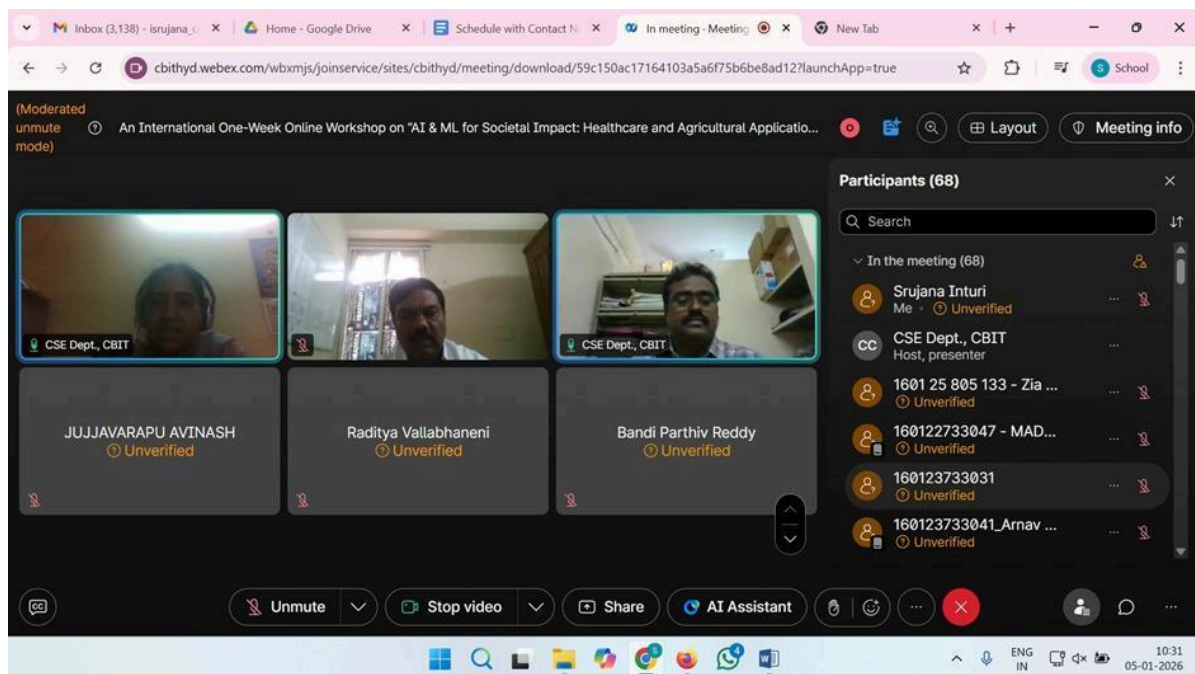 Inbox (3,138) - isrujana_c
Home - Google Drive
Schedule with Contact N
In meeting - Meeting
New Tab
cbithyd.webex.com/wbxmjs/joinservice/sites/cbithyd/meeting/download/59c150ac17164103a5a6f75b6be8ad12?launchApp=true
S School
(Moderated
unmute
mode)
An International One-Week Online Workshop on "AI & ML for Societal Impact: Healthcare and Agricultural Applicatio...
Layout
Meeting info
Participants (68)
Search
In the meeting (68)
Srujana Inturi
Me · Unverified
CC CSE Dept., CBIT
Host, presenter
1601 25 805 133 - Zia ...
Unverified
160122733047 - MAD...
Unverified
160123733031
Unverified
160123733041_Arnav ...
Unverified
CSE Dept., CBIT
CSE Dept., CBIT
JUJJAVARAPU AVINASH
Unverified
Raditya Vallabhaneni
Unverified
Bandi Parthiv Reddy
Unverified
CC
Unmute
Stop video
Share
AI Assistant
ENG
IN
10:31
05-01-2026